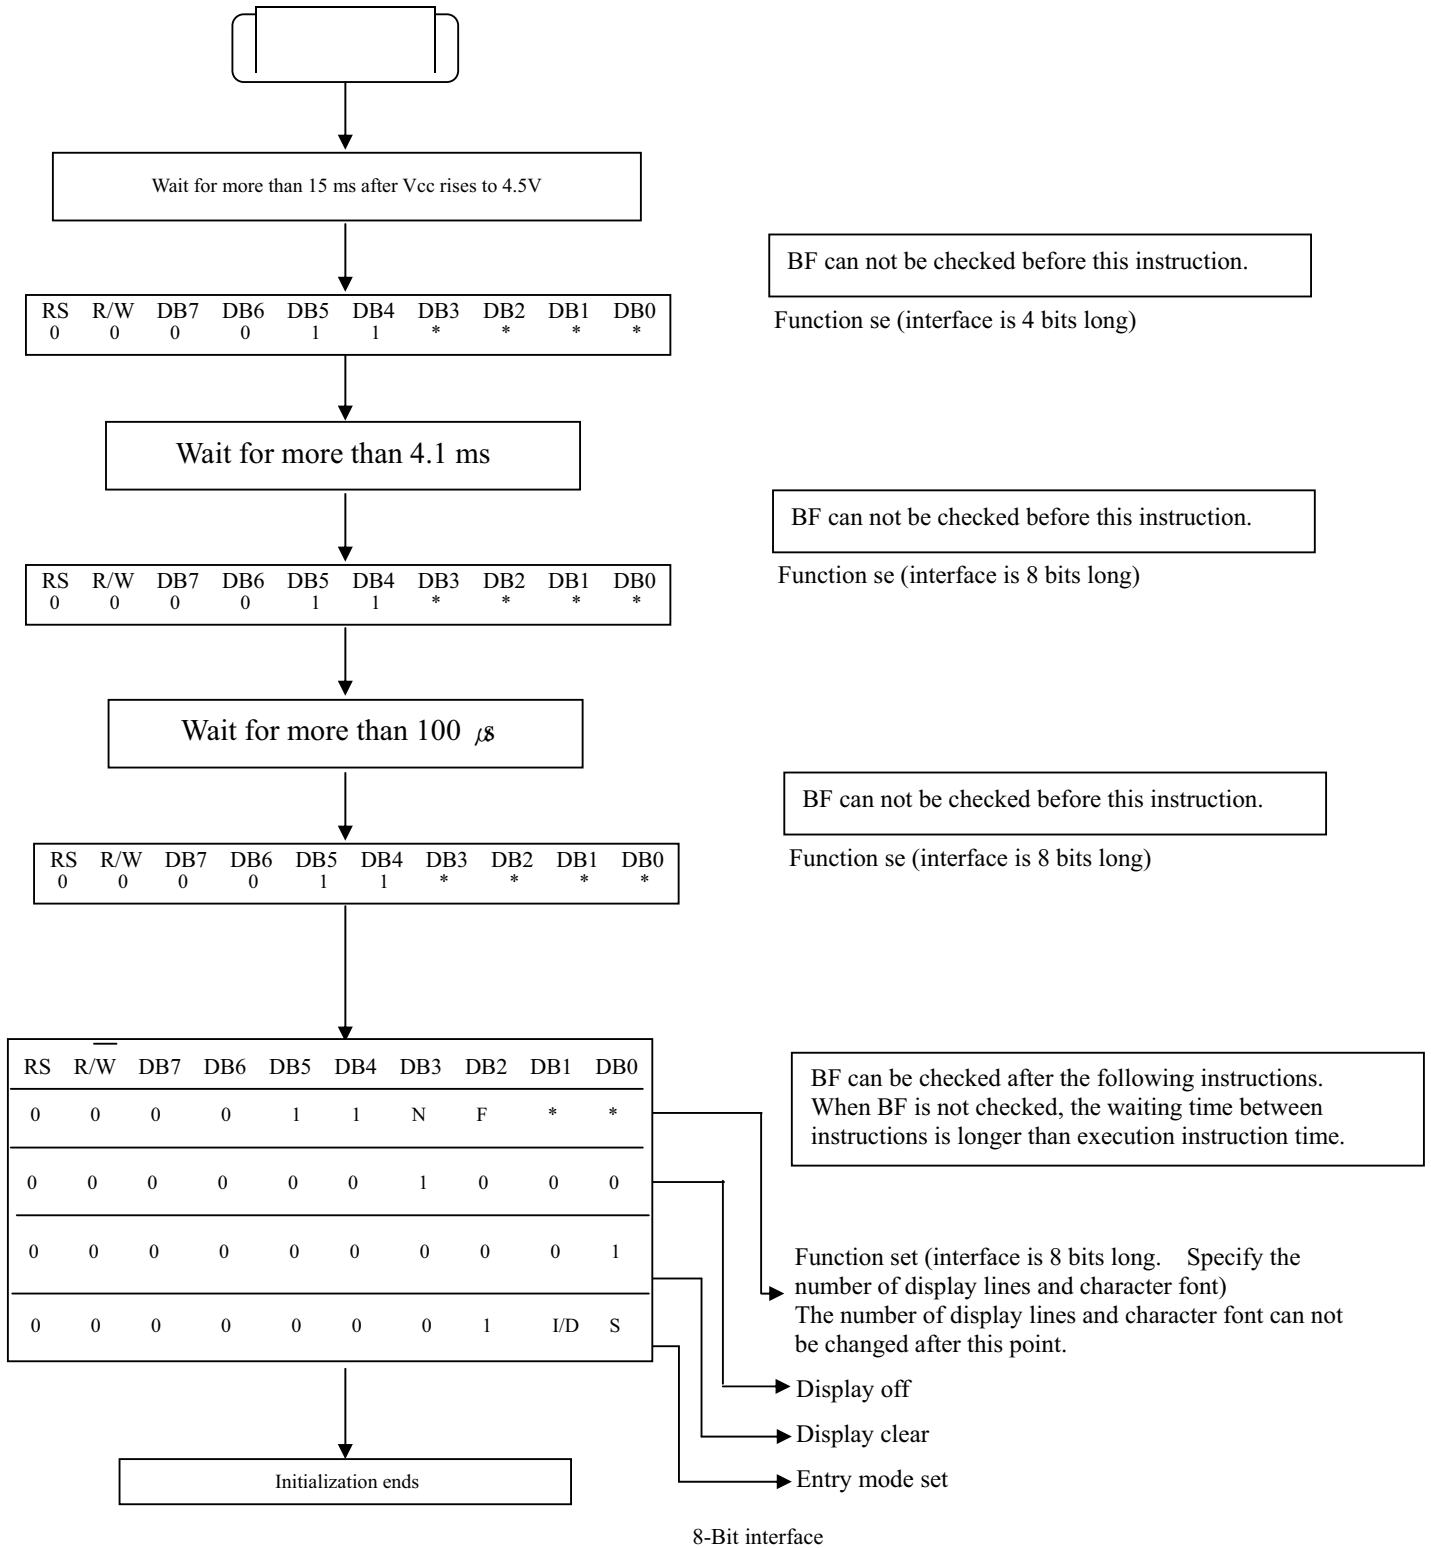 Wait for more than 15 ms after Vcc rises to 4.5V
BF can not be checked before this instruction.
RS R/W DB7 DB6 DB5 DB4 DB3 DB2 DB1 DB0
0 0 0 0 1 1 * * * *
Function se (interface is 4 bits long)
Wait for more than 4.1 ms
BF can not be checked before this instruction.
RS R/W DB7 DB6 DB5 DB4 DB3 DB2 DB1 DB0
0 0 0 0 1 1 * * * *
Function se (interface is 8 bits long)
Wait for more than 100 μs
BF can not be checked before this instruction.
RS R/W DB7 DB6 DB5 DB4 DB3 DB2 DB1 DB0
0 0 0 0 1 1 * * * *
Function se (interface is 8 bits long)
RS R/W̅ DB7 DB6 DB5 DB4 DB3 DB2 DB1 DB0
0 0 0 0 1 1 N F * *
0 0 0 0 0 0 1 0 0 0
0 0 0 0 0 0 0 0 0 1
0 0 0 0 0 0 0 1 I/D S
BF can be checked after the following instructions.
When BF is not checked, the waiting time between
instructions is longer than execution instruction time.
Function set (interface is 8 bits long. Specify the
number of display lines and character font)
The number of display lines and character font can not
be changed after this point.
Display off
Display clear
Entry mode set
Initialization ends
8-Bit interface